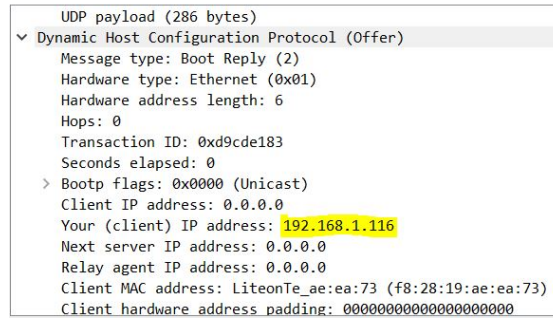 UDP payload (286 bytes)
Dynamic Host Configuration Protocol (Offer)
Message type: Boot Reply (2)
Hardware type: Ethernet (0x01)
Hardware address length: 6
Hops: 0
Transaction ID: 0xd9cde183
Seconds elapsed: 0
Bootp flags: 0x0000 (Unicast)
Client IP address: 0.0.0.0
Your (client) IP address: 192.168.1.116
Next server IP address: 0.0.0.0
Relay agent IP address: 0.0.0.0
Client MAC address: LiteonTe_ae:ea:73 (f8:28:19:ae:ea:73)
Client hardware address padding: 00000000000000000000